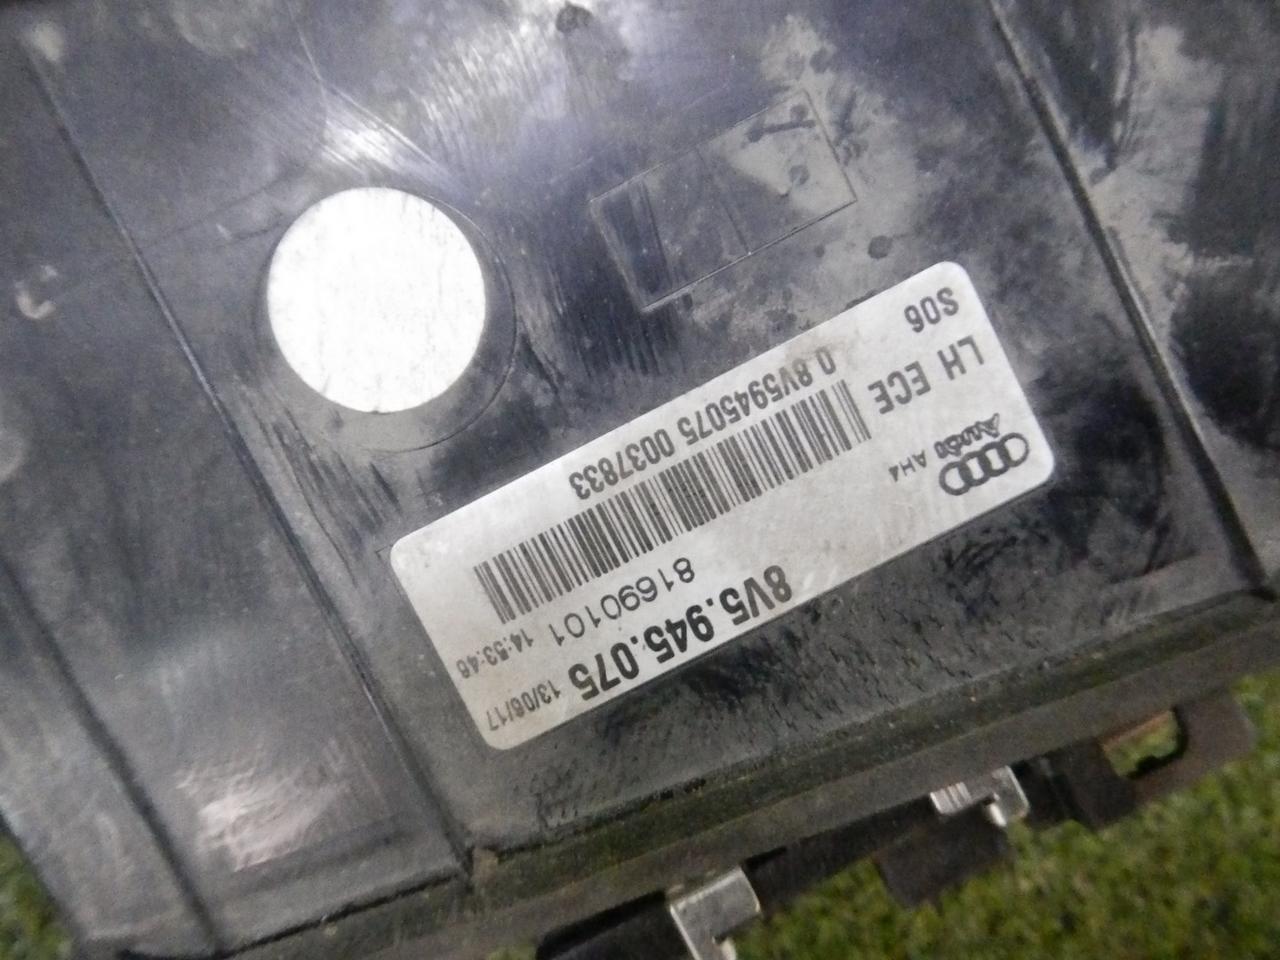 8V5.945.075 13/06/17
81690101 14:53:46
Audi AH4
LH ECE
S06
0.8V5945075 0037833